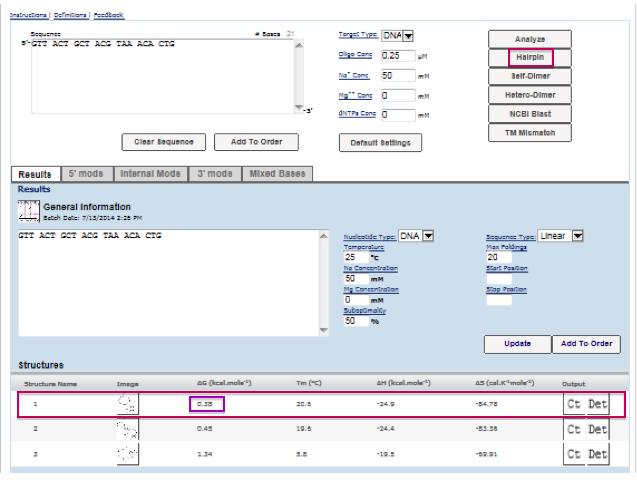 Instructions | Definitions | Feedback
Sequence # Bases 21
5'- GTT ACT GCT ACG TAA ACA CTG
-3'
Clear Sequence Add To Order
Target Type DNA
Oligo Conc 0.25 µM
Na⁺ Conc 50 mM
Mg⁺⁺ Conc 0 mM
dNTPs Conc 0 mM
Default Settings
Analyze
Hairpin
Self-Dimer
Hetero-Dimer
NCBI Blast
TM Mismatch
Results 5' mods Internal Mods 3' mods Mixed Bases
Results
General Information
Batch Date: 7/13/2014 2:25 PM
GTT ACT GCT ACG TAA ACA CTG
Nucleotide Type: DNA
Temperature
25 °C
Na Concentration
50 mM
Mg Concentration
0 mM
Suboptimality
50 %
Sequence Type: Linear
Max Foldings
20
Start Position
Stop Position
Update Add To Order
Structures
Structure Name Image ΔG (kcal.mole⁻¹) Tm (°C) ΔH (kcal.mole⁻¹) ΔS (cal.K⁻¹mole⁻¹) Output
1 0.38 20.5 -24.9 -84.78 Ct Det
2 0.45 19.6 -24.4 -83.36 Ct Det
3 1.34 5.8 -19.5 -69.91 Ct Det